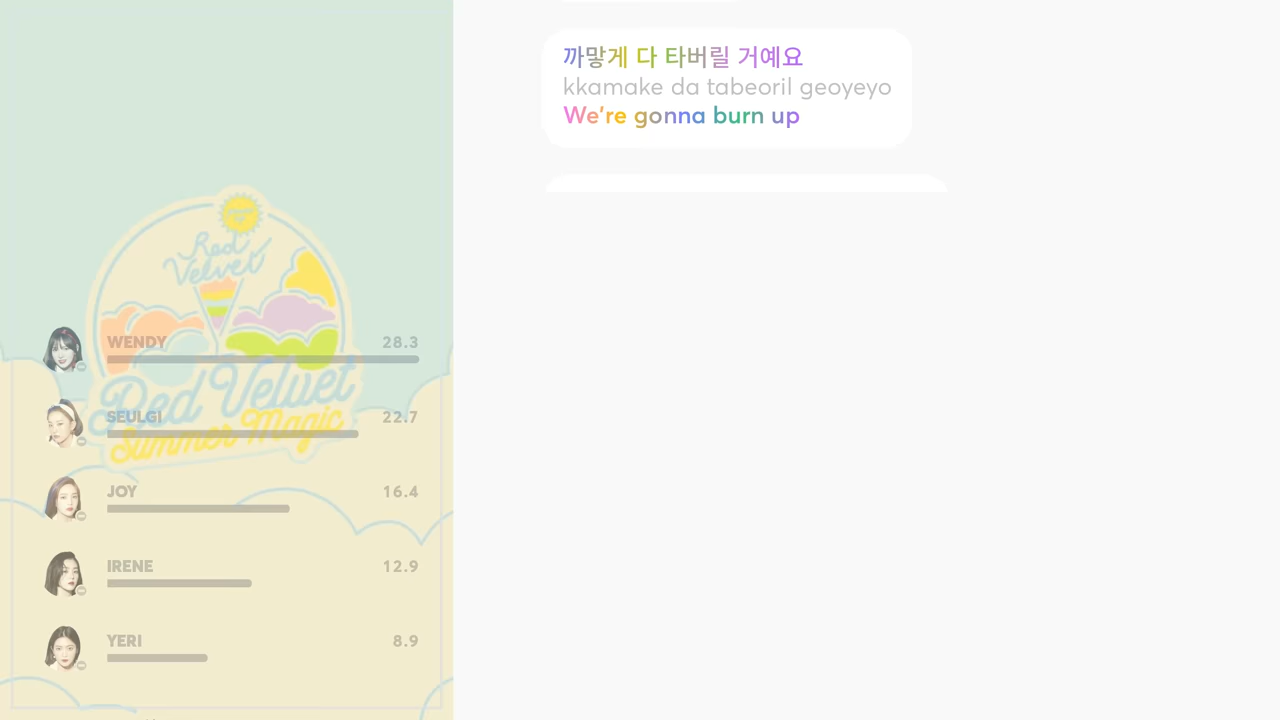 Red
Velvet
Red Velvet
Summer Magic
WENDY 28.3
SEULGI 22.7
JOY 16.4
IRENE 12.9
YERI 8.9
까맣게 다 타버릴 거예요
kkamake da tabeoril geoyeyo
We're gonna burn up